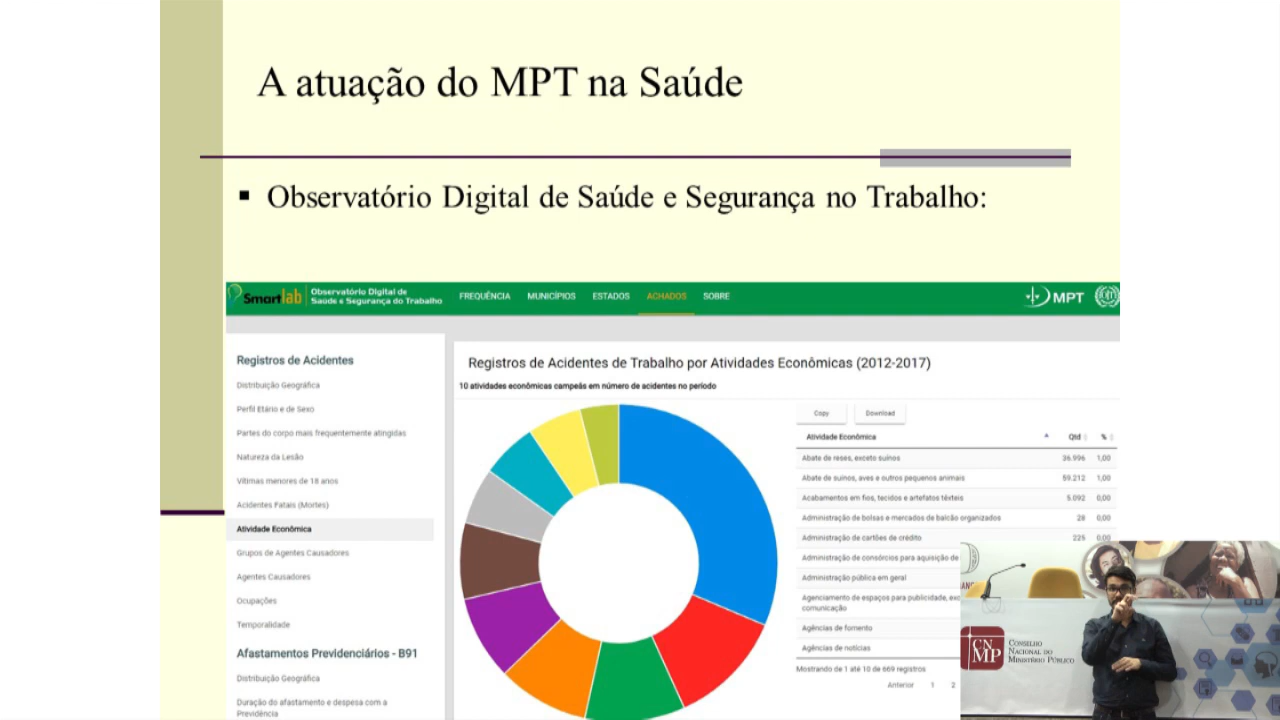 A atuação do MPT na Saúde
Observatório Digital de Saúde e Segurança no Trabalho:
Smartlab
Observatório Digital de
Saúde e Segurança do Trabalho
FREQUÊNCIA MUNICÍPIOS ESTADOS ACHADOS SOBRE
MPT
Registros de Acidentes
Distribuição Geográfica
Perfil Etário e de Sexo
Partes do corpo mais frequentemente atingidas
Natureza da Lesão
Vítimas menores de 18 anos
Acidentes Fatais (Mortes)
Atividade Econômica
Grupos de Agentes Causadores
Agentes Causadores
Ocupações
Temporalidade
Afastamentos Previdenciários - B91
Distribuição Geográfica
Duração do afastamento e despesa com a
Previdência
Registros de Acidentes de Trabalho por Atividades Econômicas (2012-2017)
10 atividades econômicas campeãs em número de acidentes no período
Copy Download
Atividade Econômica Qtd %
Abate de reses, exceto suínos 36.996 1,00
Abate de suínos, aves e outros pequenos animais 59.212 1,00
Acabamentos em fios, tecidos e artefatos têxteis 5.092 0,00
Administração de bolsas e mercados de balcão organizados 28 0,00
Administração de cartões de crédito 225 0,00
Administração de consórcios para aquisição de
Administração pública em geral
Agenciamento de espaços para publicidade, exc
comunicação
Agências de fomento
Agências de notícias
Mostrando de 1 até 10 de 669 registros
Anterior 1 2
CN
MP
CONSELHO
NACIONAL DO
MINISTÉRIO PÚBLICO